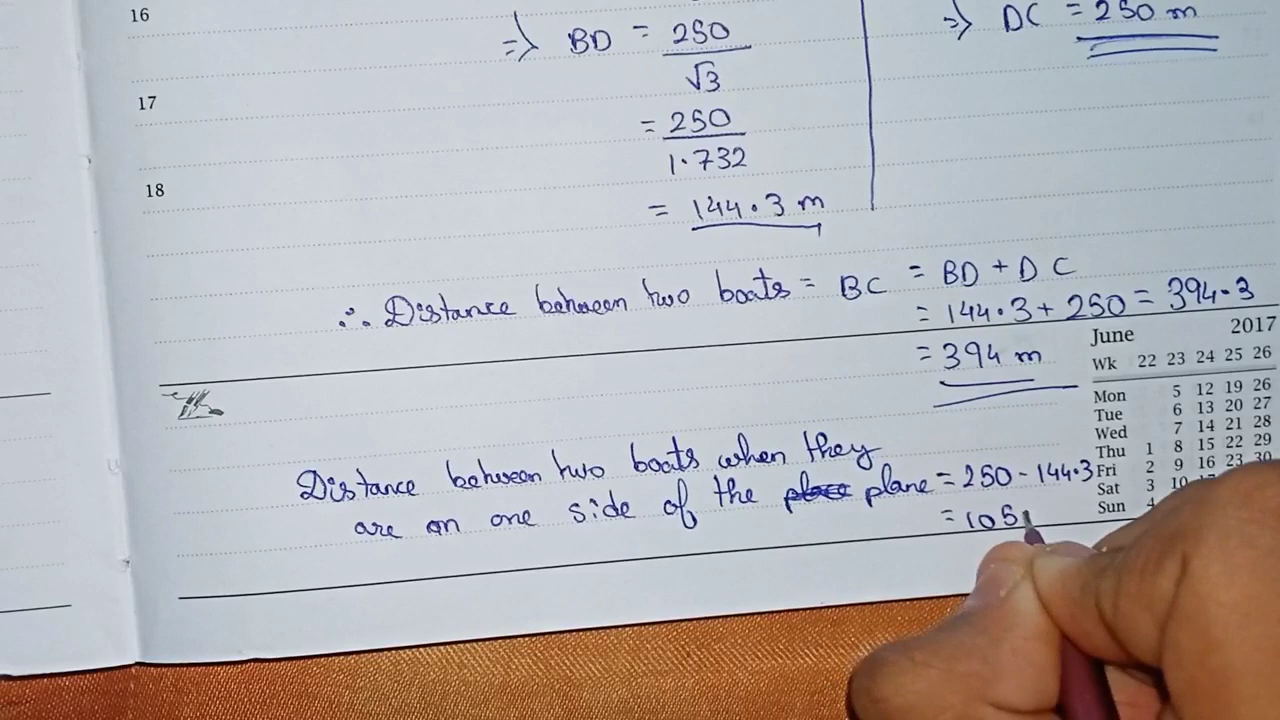 16
⇒ BD = 250
√3
⇒ DC = 250 m
17
= 250
1.732
18
= 144.3 m
∴ Distance between two boats = BC = BD + DC
= 144.3 + 250 = 394.3
= 394 m
June 2017
Wk 22 23 24 25 26
Mon 5 12 19 26
Tue 6 13 20 27
Wed 7 14 21 28
Thu 1 8 15 22 29
Fri 2 9 16 23 30
Sat 3 10
Sun 4
Distance between two boats when they
are on one side of the plane = 250 - 144.3
= 105